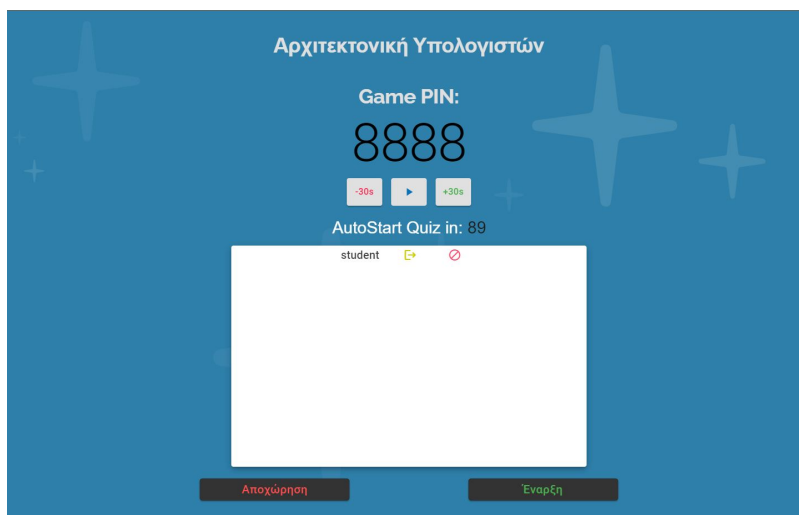 Αρχιτεκτονική Υπολογιστών
Game PIN:
8888
-30s +30s
AutoStart Quiz in: 89
student
Αποχώρηση Έναρξη